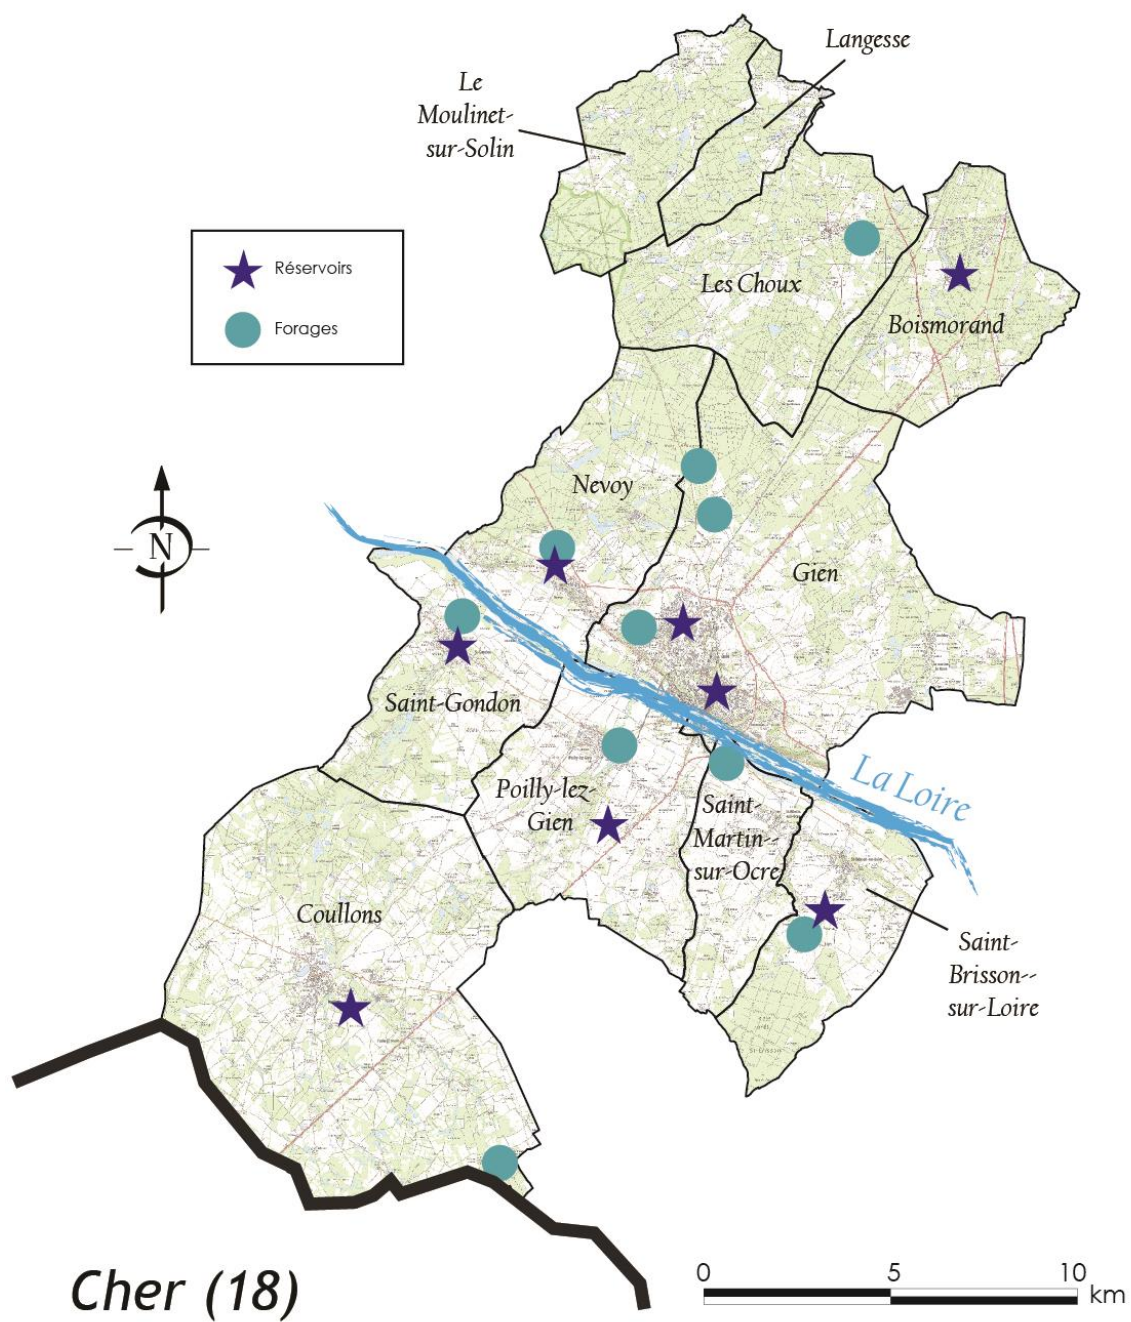 Langesse
Le
Moulinet-
sur-Solin
Réservoirs
Forages
Les Choux
Boismorand
Nevoy
N
Gien
Saint-Gondon
La Loire
Poilly-lez-
Gien
Saint-
Martin--
sur-Ocre
Coullons
Saint-
Brisson--
sur-Loire
Cher (18)
0 5 10
km